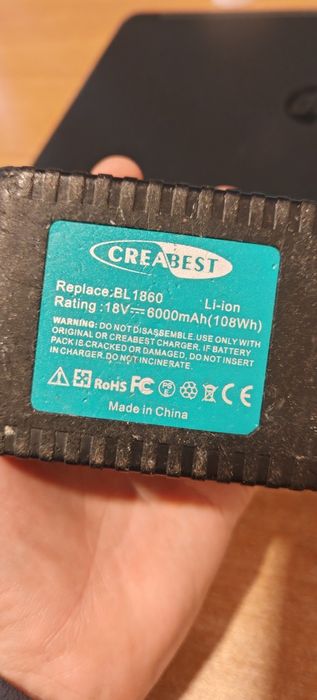 CREABEST
Replace:BL1860 Li-ion
Rating :18V⎓6000mAh(108Wh)
WARNING: DO NOT DISASSEMBLE.USE ONLY WITH
ORIGINAL OR CREABEST CHARGER. IF BATTERY
PACK IS CRACKED OR DAMAGED, DO NOT INSERT
IN CHARGER.DO NOT INCINERATE.
RoHS FC PS E CE
Made in China